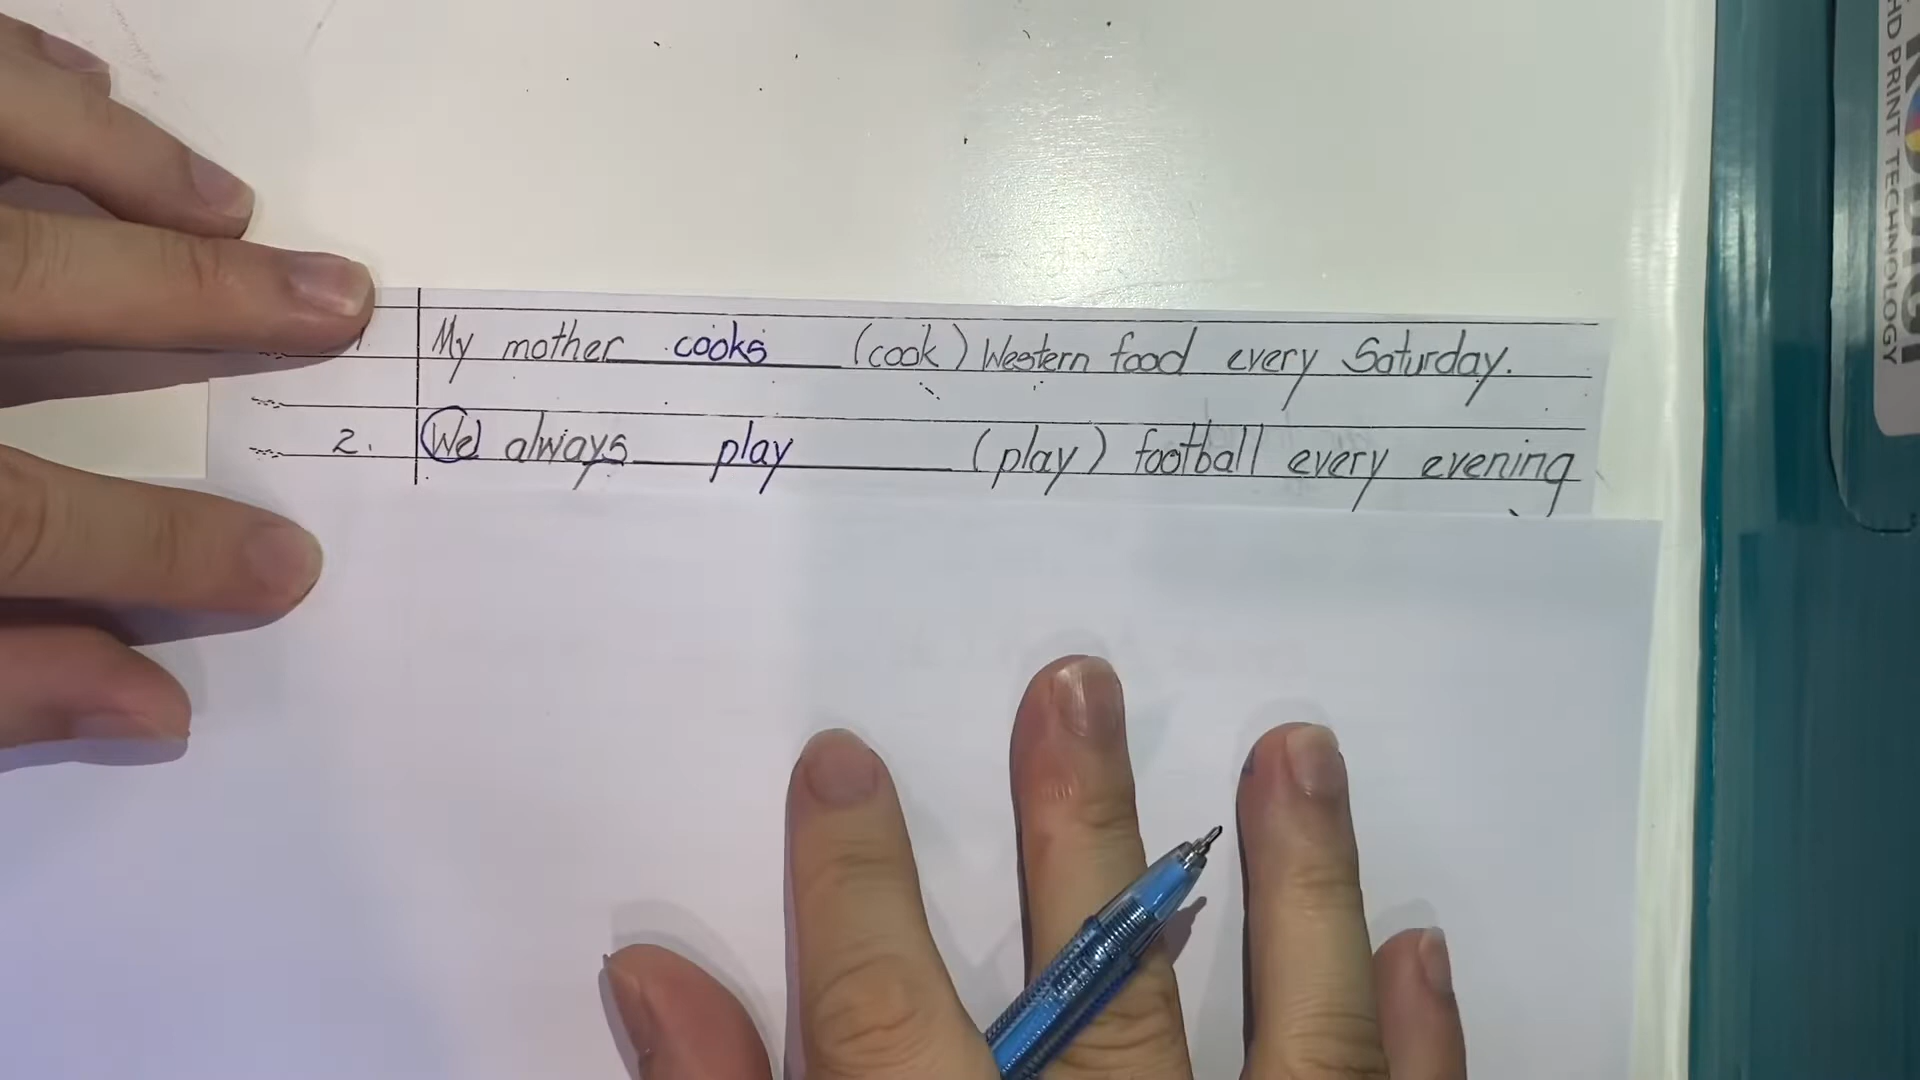 1. My mother cooks (cook) Western food every Saturday.
2. We always play (play) football every evening
HD PRINT TECHNOLOGY